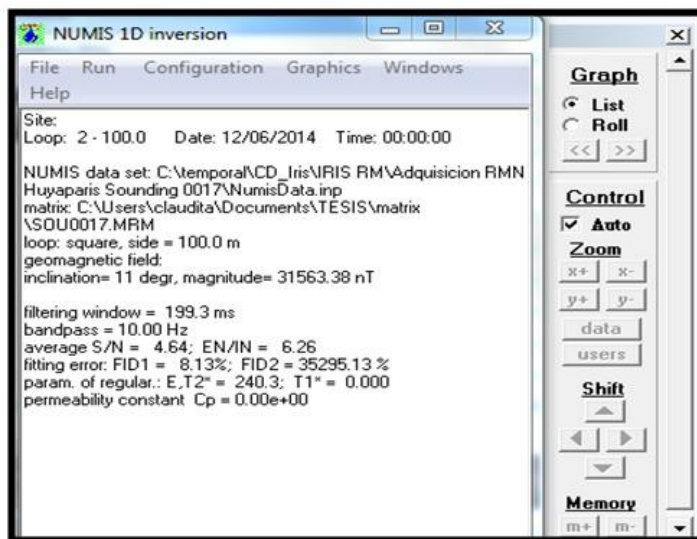 NUMIS 1D inversion
File Run Configuration Graphics Windows
Help
Site:
Loop: 2 - 100.0 Date: 12/06/2014 Time: 00:00:00
NUMIS data set: C:\temporal\CD_Iris\IRIS RM\Adquisicion RMN
Huyaparis Sounding 0017\NumisData.inp
matrix: C:\Users\claudita\Documents\TESIS\matrix
\SOU0017.MRM
loop: square, side = 100.0 m
geomagnetic field:
inclination= 11 degr, magnitude= 31563.38 nT
filtering window = 199.3 ms
bandpass = 10.00 Hz
average S/N = 4.64; EN/IN = 6.26
fitting error: FID1 = 8.13%; FID2 = 35295.13 %
param. of regular.: E,T2* = 240.3; T1* = 0.000
permeability constant Cp = 0.00e+00
Graph
List
Roll
<< >>
Control
Auto
Zoom
x+ x-
y+ y-
data
users
Shift
Memory
m+ m-